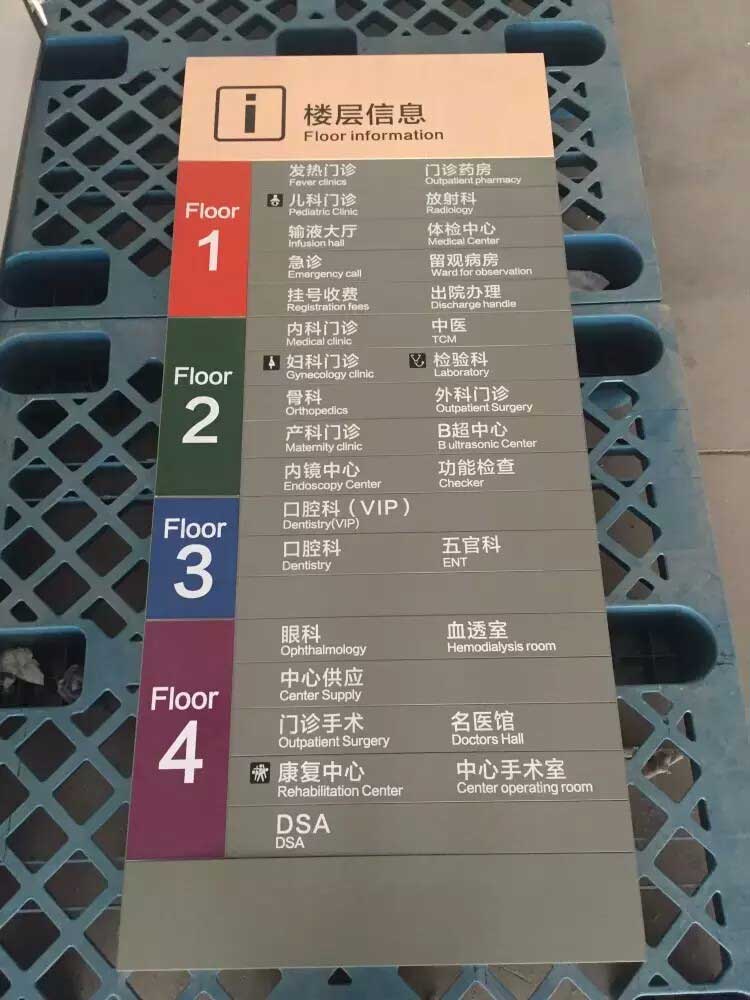 i
楼层信息
Floor information
Floor
1
发热门诊 门诊药房
Fever clinics Outpatient pharmacy
儿科门诊 放射科
Pediatric Clinic Radiology
输液大厅 体检中心
Infusion hall Medical Center
急诊 留观病房
Emergency call Ward for observation
挂号收费 出院办理
Registration fees Discharge handle
Floor
2
内科门诊 中医
Medical clinic TCM
妇科门诊 检验科
Gynecology clinic Laboratory
骨科 外科门诊
Orthopedics Outpatient Surgery
产科门诊 B超中心
Maternity clinic B ultrasonic Center
内镜中心 功能检查
Endoscopy Center Checker
Floor
3
口腔科（VIP）
Dentistry(VIP)
口腔科 五官科
Dentistry ENT
Floor
4
眼科 血透室
Ophthalmology Hemodialysis room
中心供应
Center Supply
门诊手术 名医馆
Outpatient Surgery Doctors Hall
康复中心 中心手术室
Rehabilitation Center Center operating room
DSA
DSA